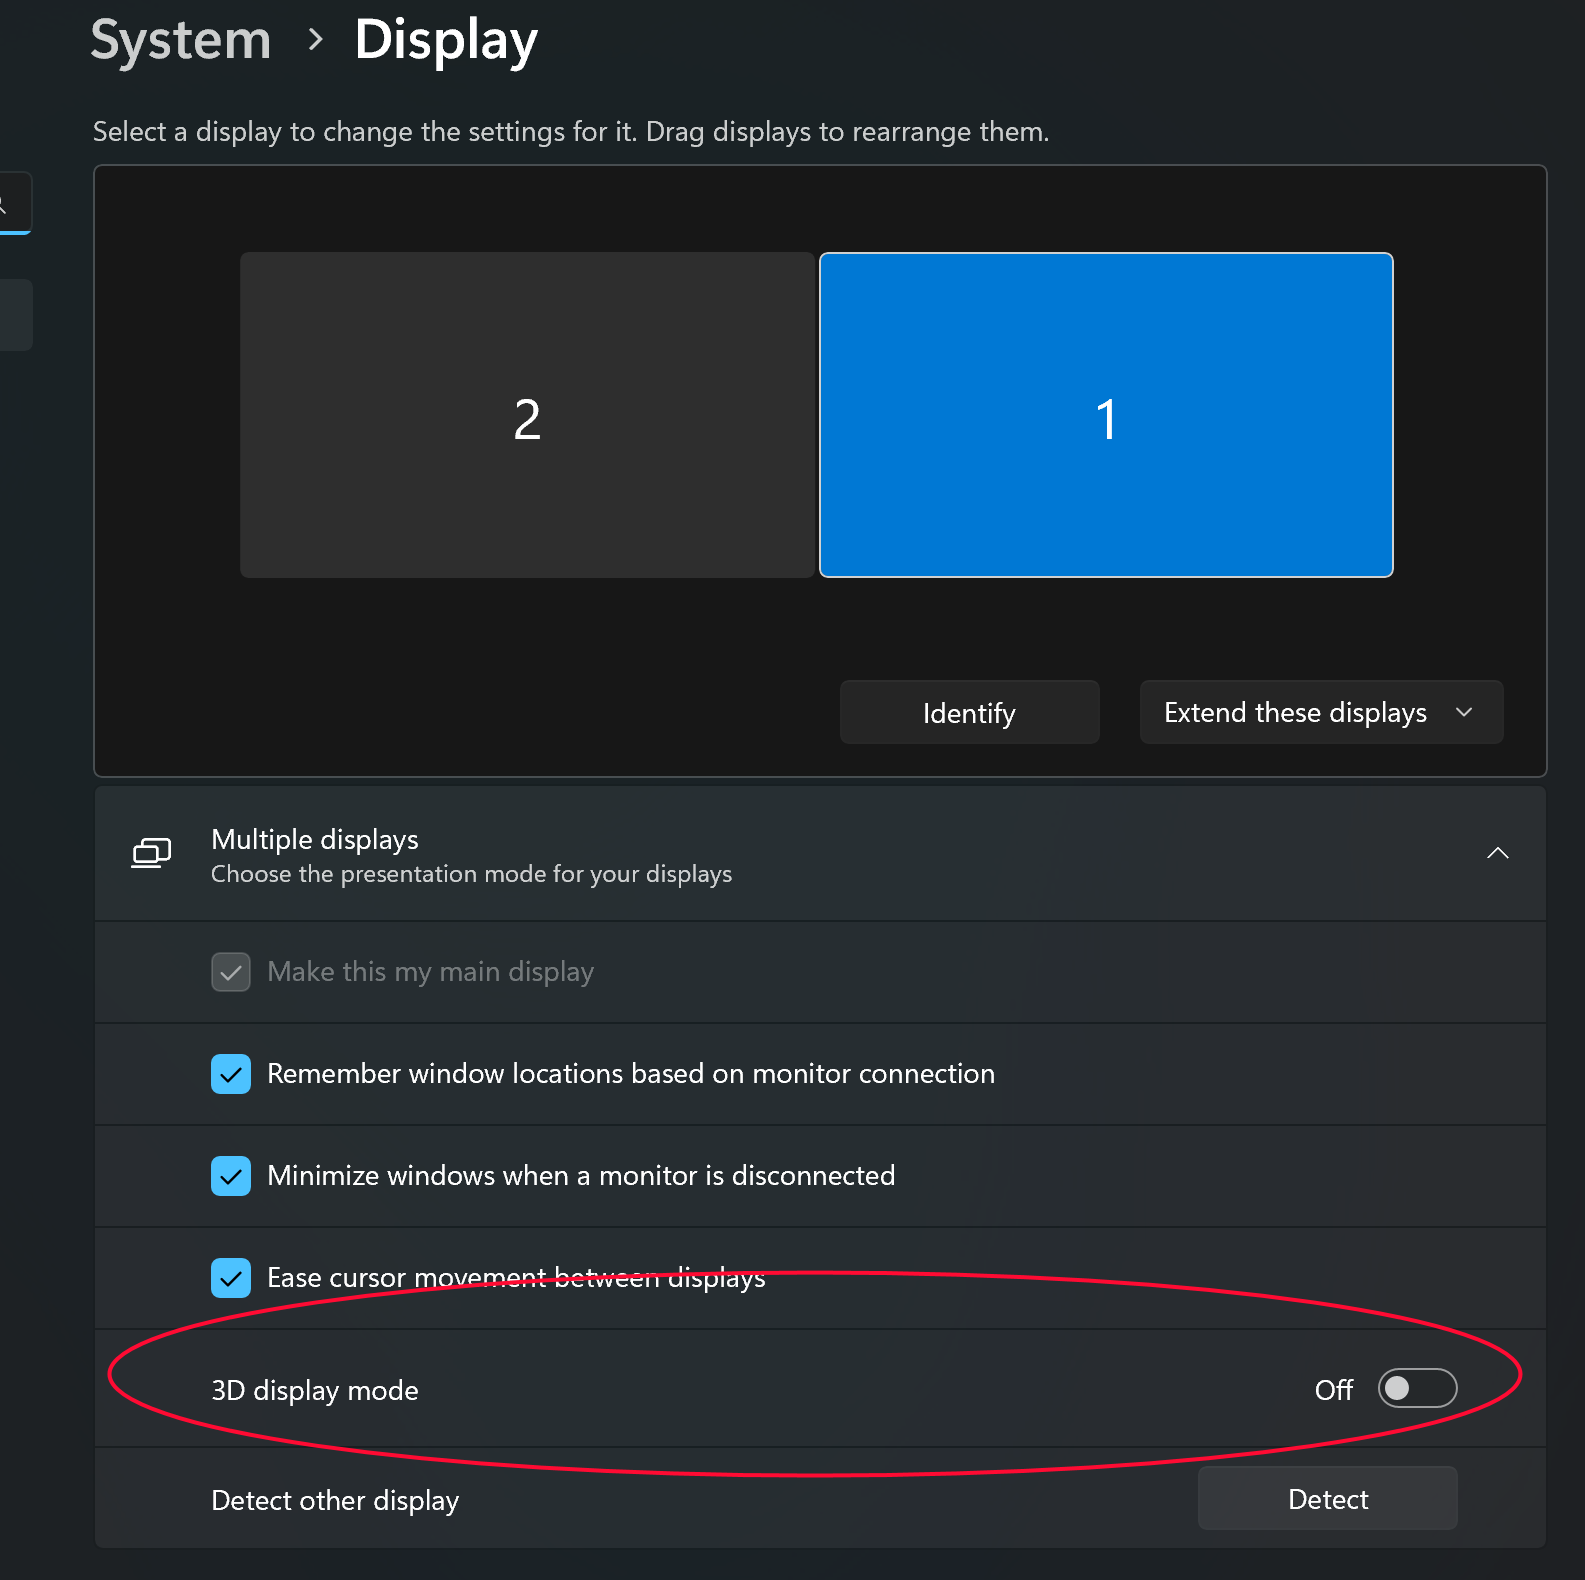 System > Display
Select a display to change the settings for it. Drag displays to rearrange them.
2
1
Identify
Extend these displays
Multiple displays
Choose the presentation mode for your displays
Make this my main display
Remember window locations based on monitor connection
Minimize windows when a monitor is disconnected
Ease cursor movement between displays
3D display mode
Off
Detect other display
Detect